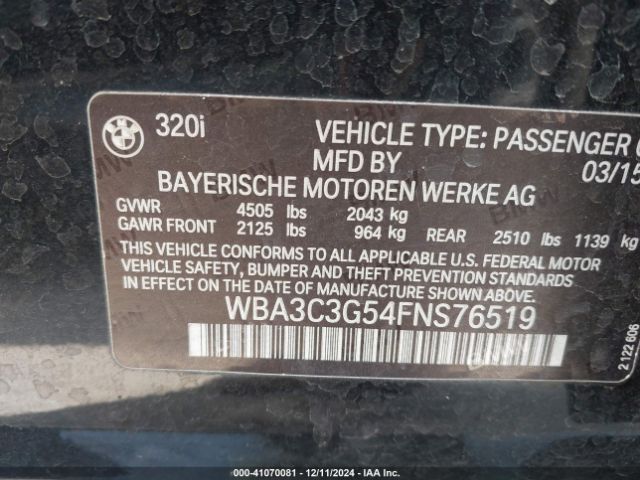 320i VEHICLE TYPE: PASSENGER
MFD BY 03/15
BAYERISCHE MOTOREN WERKE AG
GVWR 4505 lbs 2043 kg
GAWR FRONT 2125 lbs 964 kg REAR 2510 lbs 1139 kg
THIS VEHICLE CONFORMS TO ALL APPLICABLE U.S. FEDERAL MOTOR
VEHICLE SAFETY, BUMPER AND THEFT PREVENTION STANDARDS
IN EFFECT ON THE DATE OF MANUFACTURE SHOWN ABOVE.
WBA3C3G54FNS76519
2 122 606
000-41070081 - 12/11/2024 - IAA Inc.